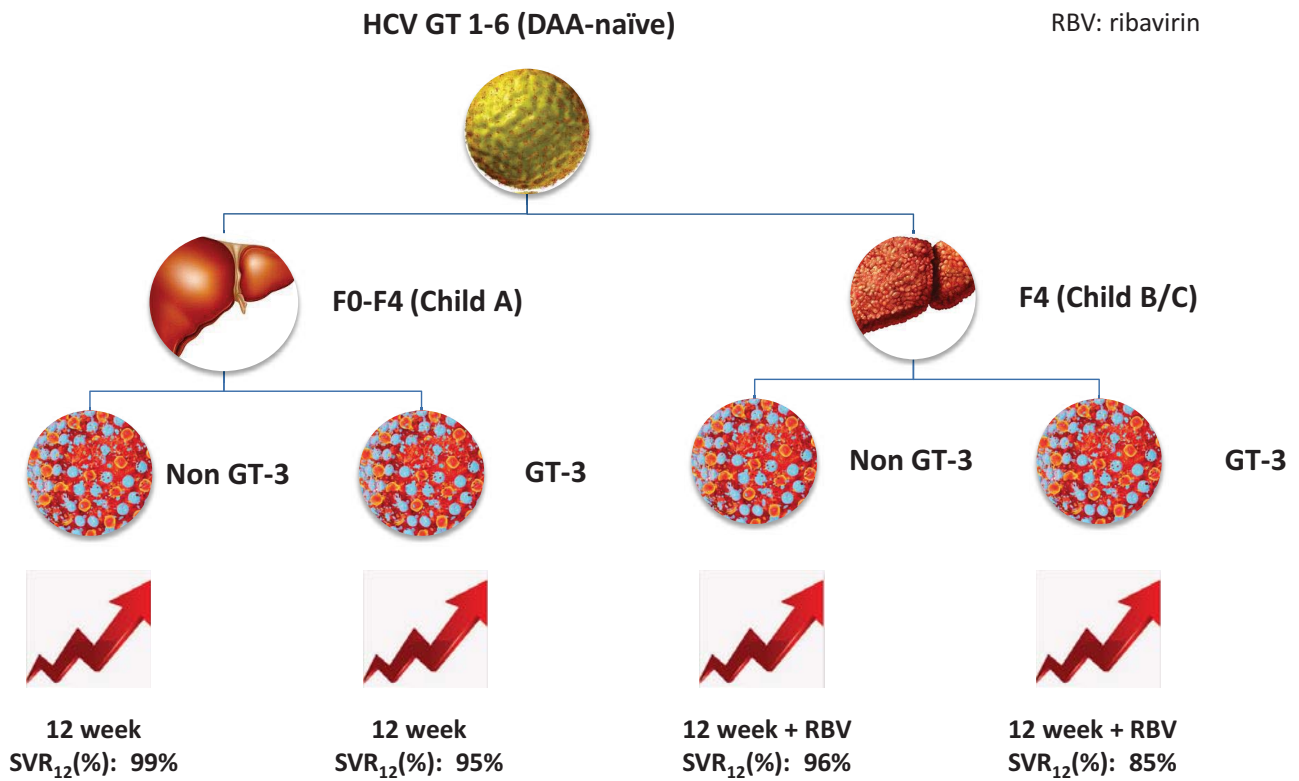 HCV GT 1-6 (DAA-naïve)
RBV: ribavirin
F0-F4 (Child A)
F4 (Child B/C)
Non GT-3
GT-3
Non GT-3
GT-3
12 week
SVR₁₂(%): 99%
12 week
SVR₁₂(%): 95%
12 week + RBV
SVR₁₂(%): 96%
12 week + RBV
SVR₁₂(%): 85%